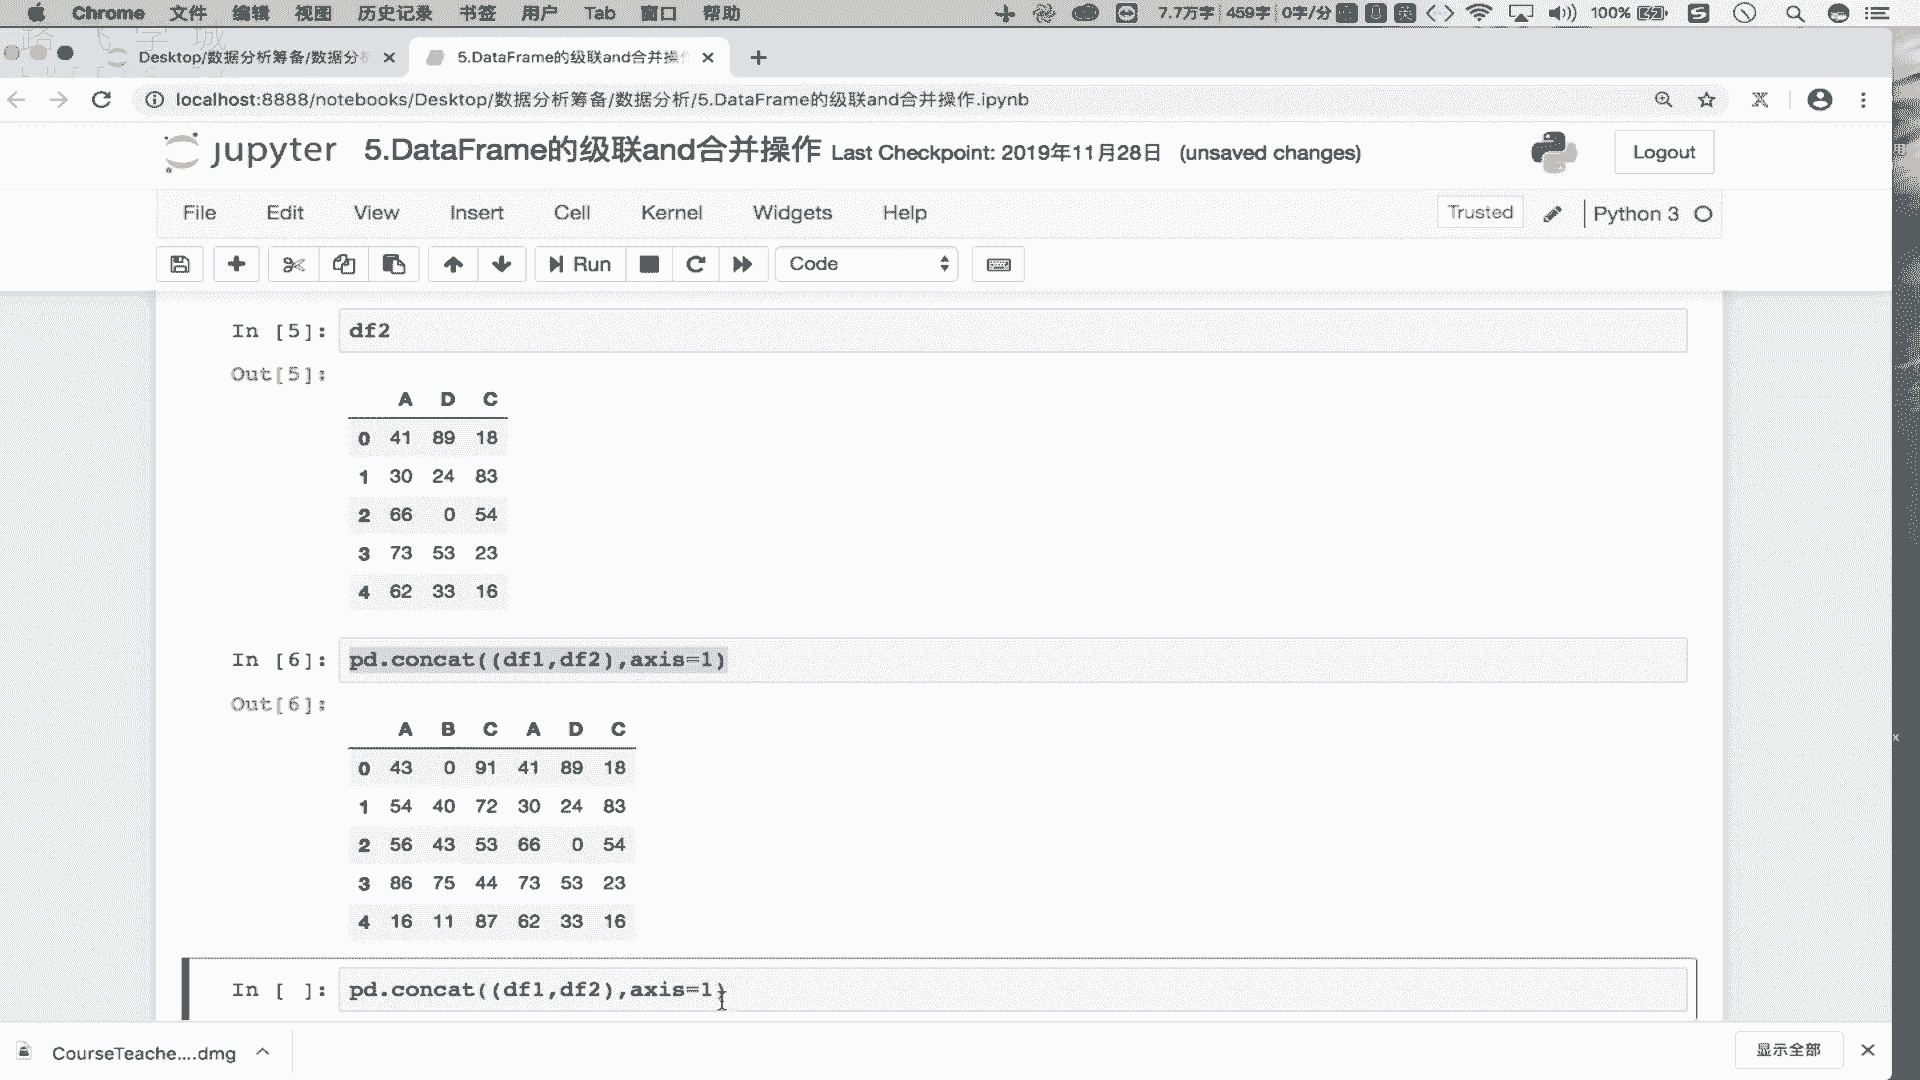 Chrome 文件 编辑 视图 历史记录 书签 用户 Tab 窗口 帮助 7.7万字 459字 0字/分 英 100%
Desktop/数据分析筹备/数据分 5.DataFrame的级联and合并操
localhost:8888/notebooks/Desktop/数据分析筹备/数据分析/5.DataFrame的级联and合并操作.ipynb
jupyter 5.DataFrame的级联and合并操作 Last Checkpoint: 2019年11月28日 (unsaved changes) Logout
File Edit View Insert Cell Kernel Widgets Help Trusted Python 3
Run Code
In [5]: df2
Out[5]:
A D C
0 41 89 18
1 30 24 83
2 66 0 54
3 73 53 23
4 62 33 16
In [6]: pd.concat((df1,df2),axis=1)
Out[6]:
A B C A D C
0 43 0 91 41 89 18
1 54 40 72 30 24 83
2 56 43 53 66 0 54
3 86 75 44 73 53 23
4 16 11 87 62 33 16
In [ ]: pd.concat((df1,df2),axis=1)
CourseTeache....dmg 显示全部